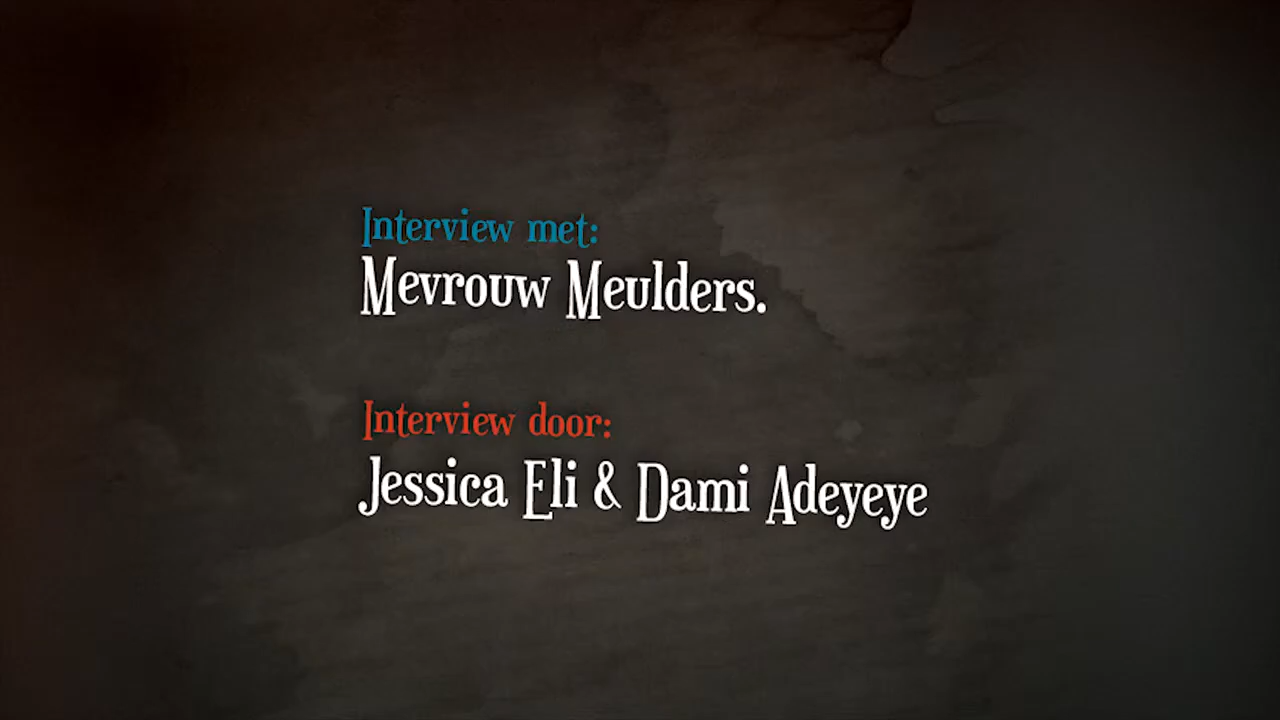 Interview met:
Mevrouw Meulders.
Interview door:
Jessica Eli & Dami Adeyeye